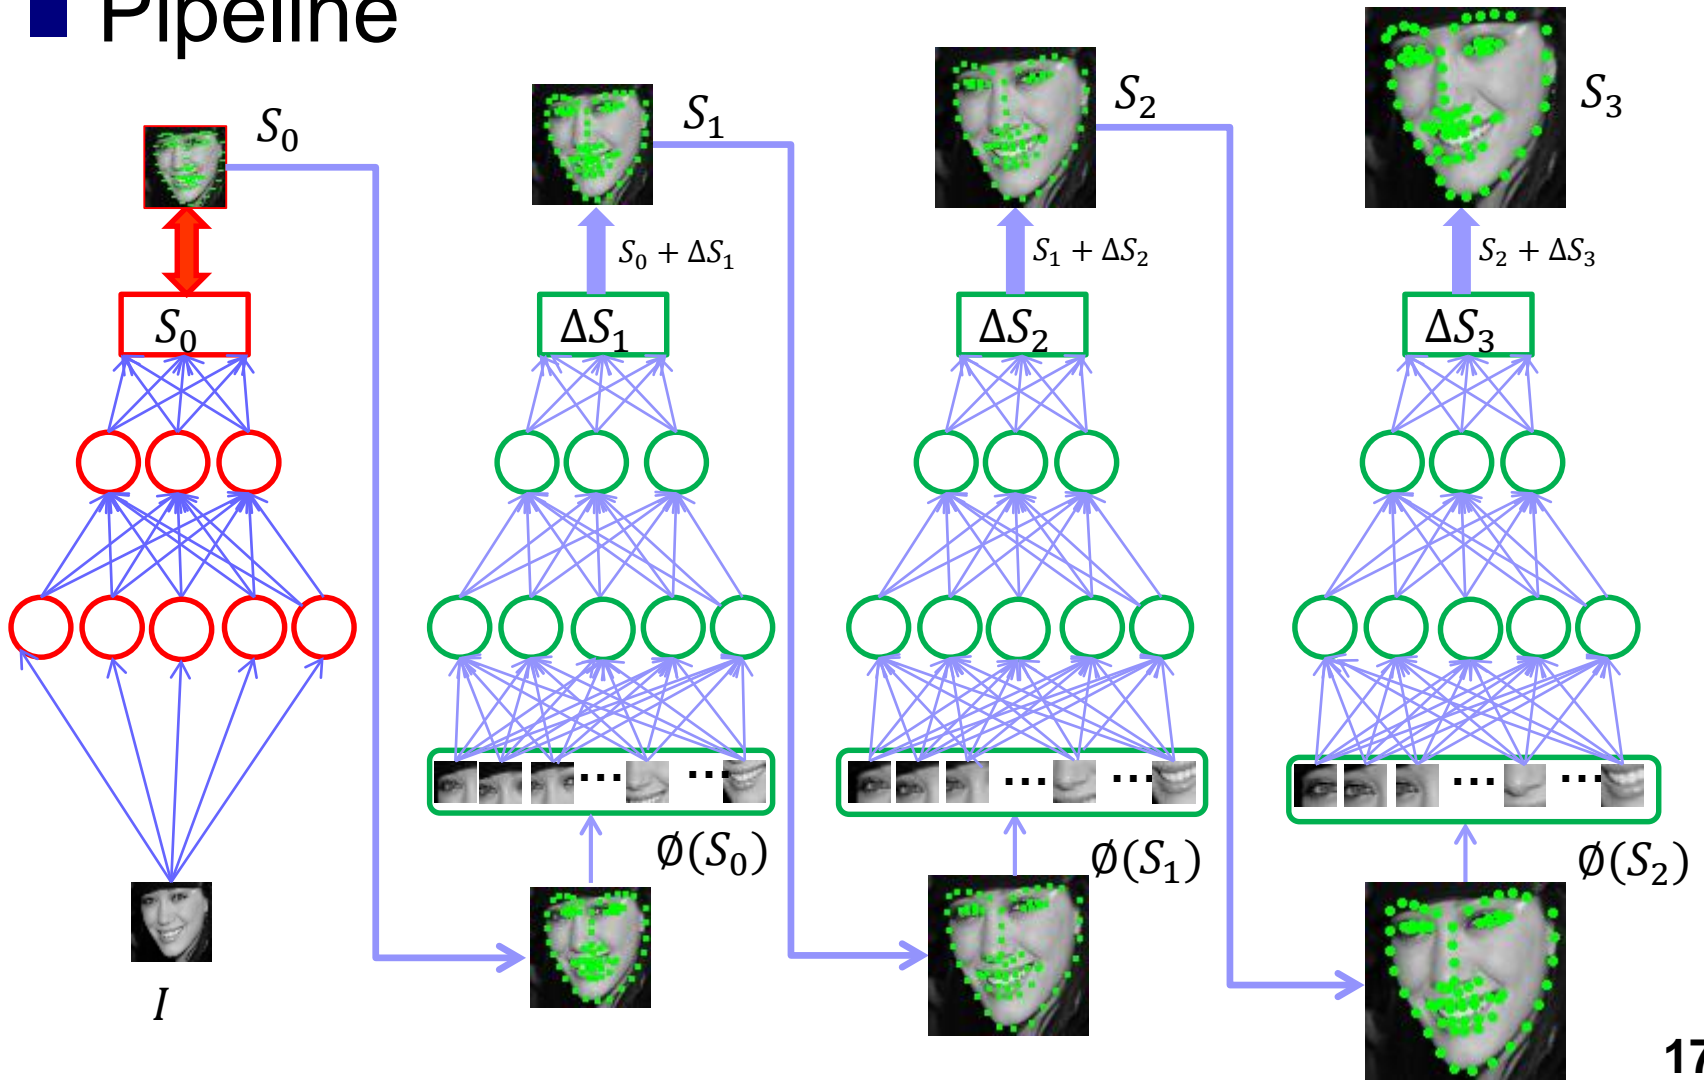 Pipeline
S₀
S₁
S₂
S₃
S₀ + ΔS₁
S₁ + ΔS₂
S₂ + ΔS₃
S₀
ΔS₁
ΔS₂
ΔS₃
... ...
... ...
... ...
∅(S₀)
∅(S₁)
∅(S₂)
I
17